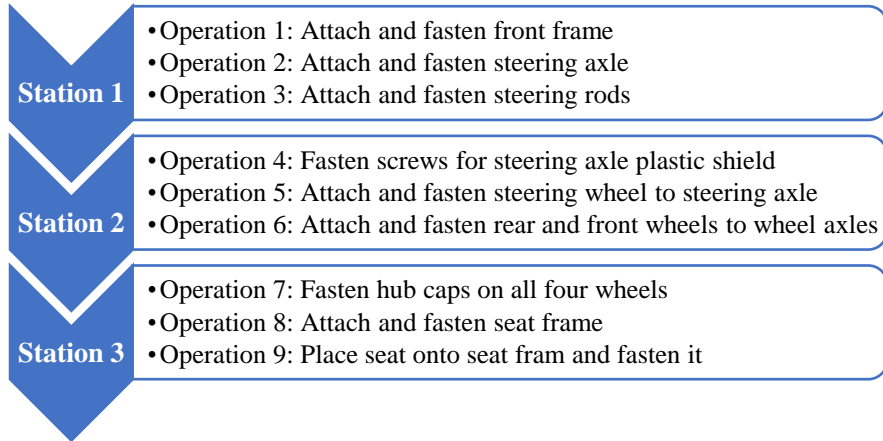 Station 1
•Operation 1: Attach and fasten front frame
•Operation 2: Attach and fasten steering axle
•Operation 3: Attach and fasten steering rods
Station 2
•Operation 4: Fasten screws for steering axle plastic shield
•Operation 5: Attach and fasten steering wheel to steering axle
•Operation 6: Attach and fasten rear and front wheels to wheel axles
Station 3
•Operation 7: Fasten hub caps on all four wheels
•Operation 8: Attach and fasten seat frame
•Operation 9: Place seat onto seat fram and fasten it